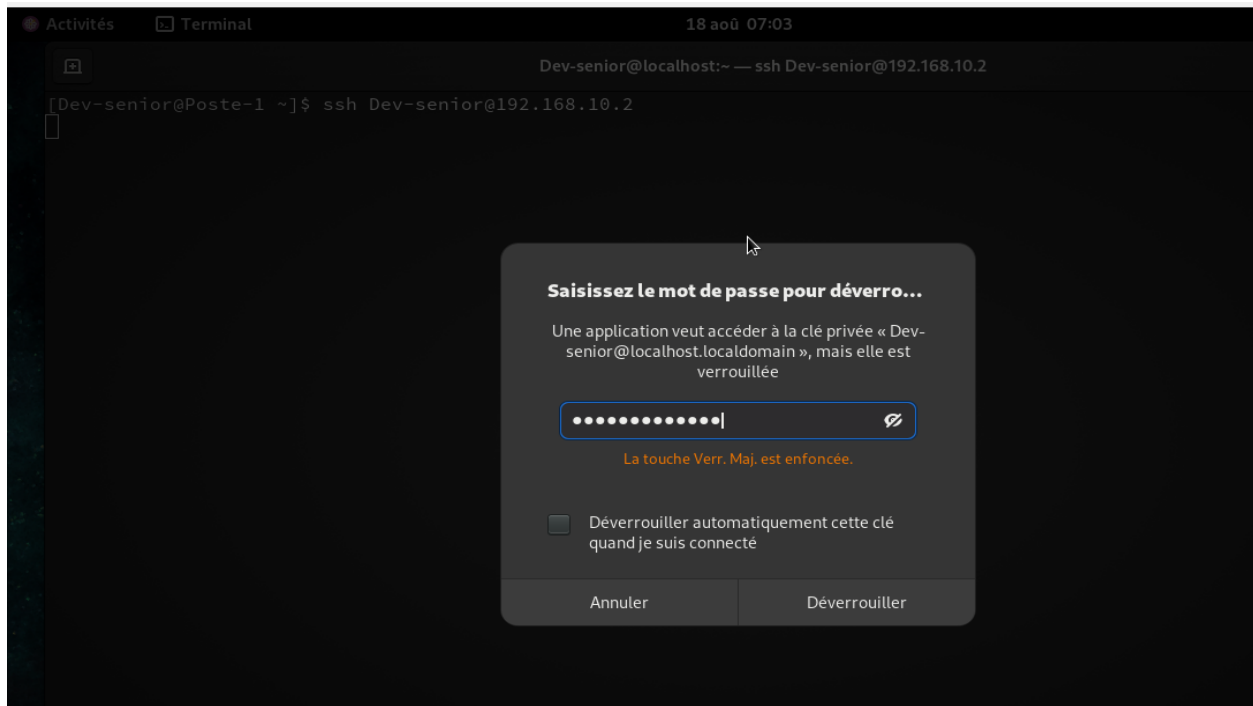 Activités Terminal 18 aoû 07:03
Dev-senior@localhost:~ — ssh Dev-senior@192.168.10.2
[Dev-senior@Poste-1 ~]$ ssh Dev-senior@192.168.10.2
Saisissez le mot de passe pour déverro...
Une application veut accéder à la clé privée « Dev-
senior@localhost.localdomain », mais elle est
verrouillée
•••••••••••••
La touche Verr. Maj. est enfoncée.
Déverrouiller automatiquement cette clé
quand je suis connecté
Annuler Déverrouiller